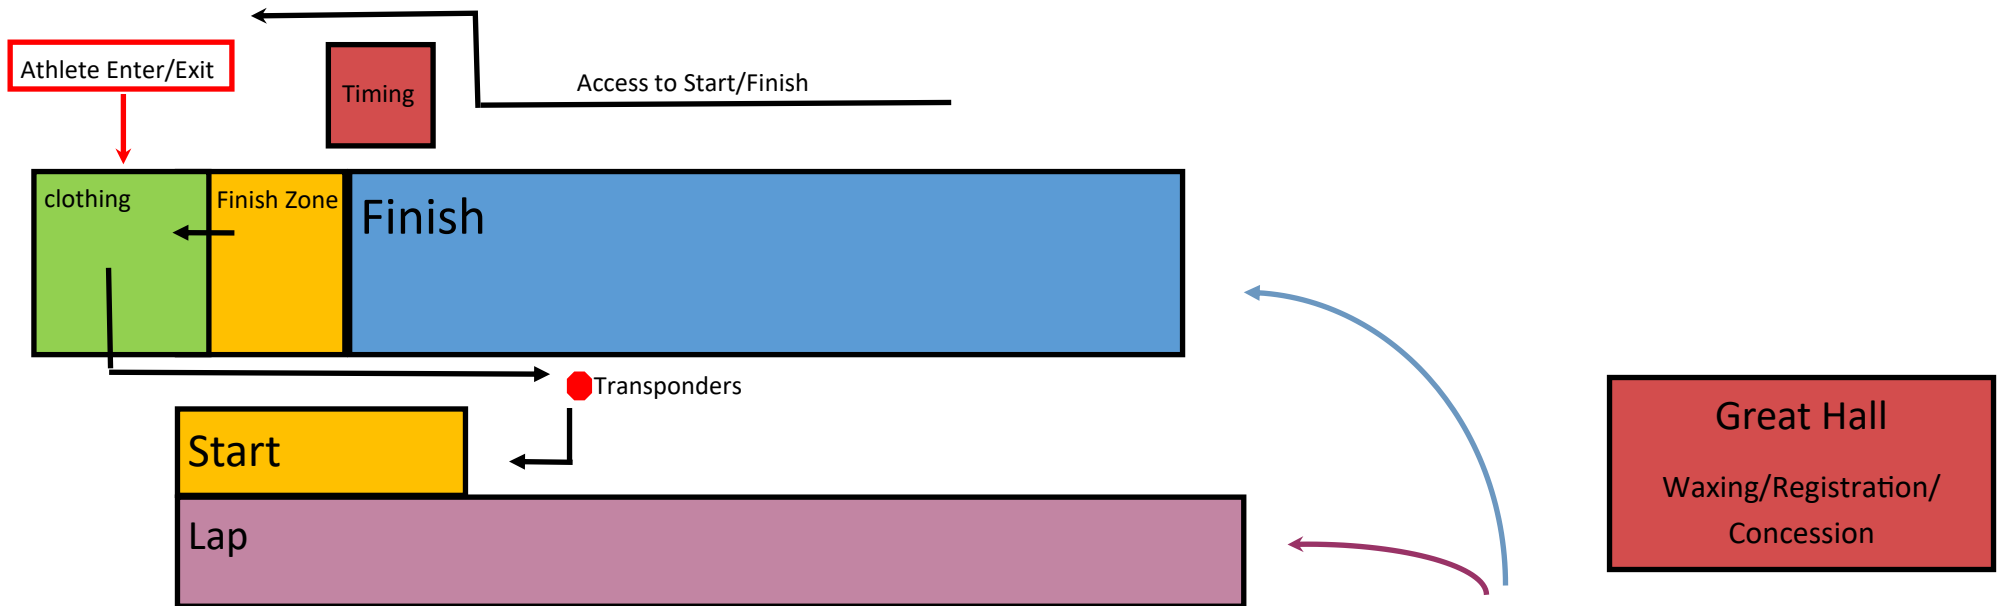 Athlete Enter/Exit
Timing
Access to Start/Finish
clothing
Finish Zone
Finish
Transponders
Start
Lap
Great Hall
Waxing/Registration/
Concession